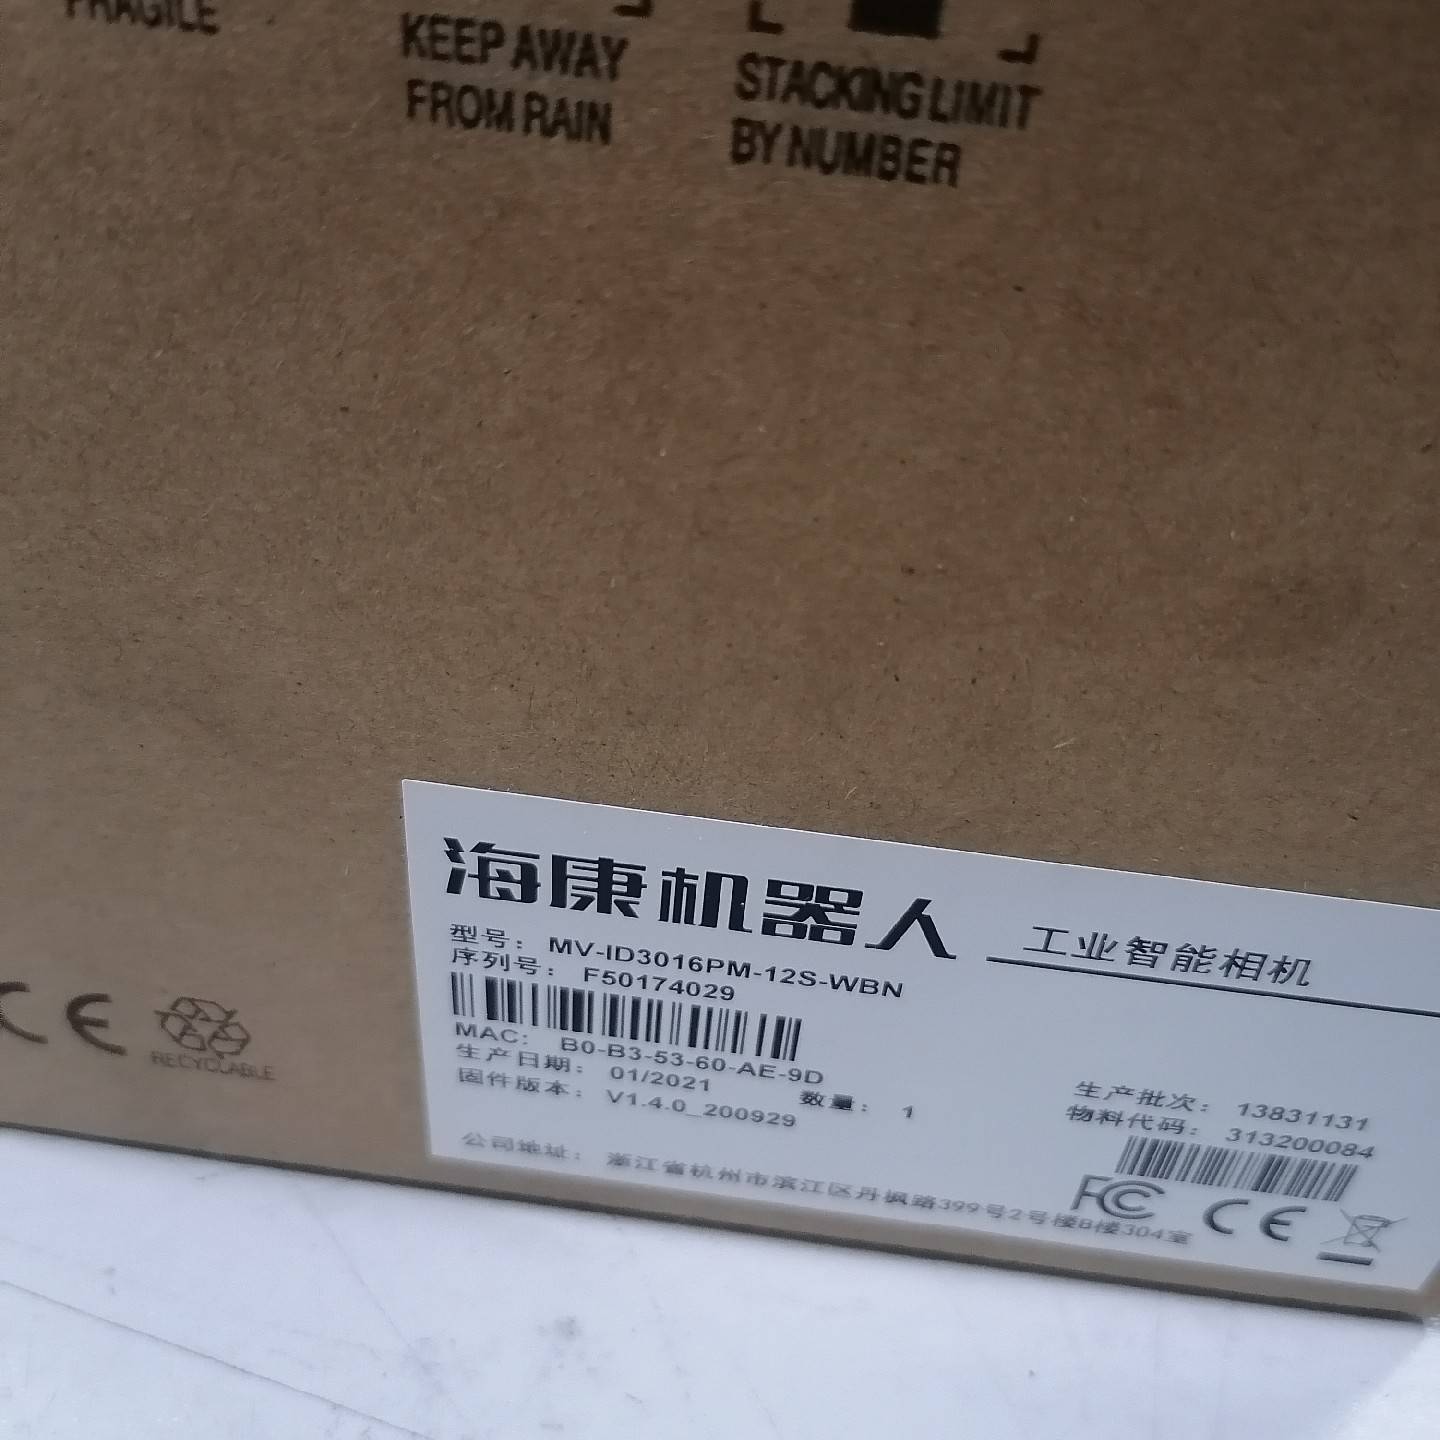 FRAGILE
KEEP AWAY
FROM RAIN
STACKING LIMIT
BY NUMBER
海康机器人
工业智能相机
型号： MV-ID3016PM-12S-WBN
序列号： F50174029
MAC: B0-B3-53-60-AE-9D
生产日期： 01/2021
数量： 1
固件版本： V1.4.0_200929
生产批次： 13831131
物料代码： 313200084
公司地址： 浙江省杭州市滨江区丹枫路399号2号楼B楼304室
FC CE
CE
RECYCLABLE